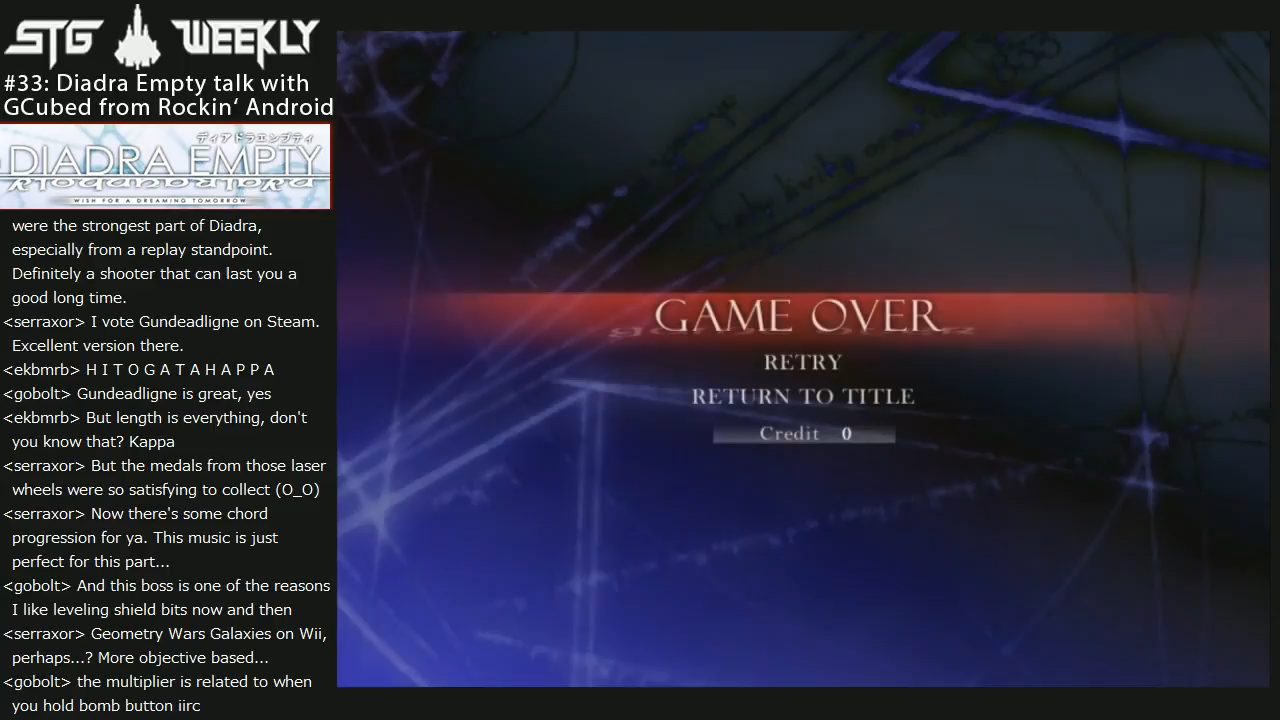 STG WEEKLY
#33: Diadra Empty talk with
GCubed from Rockin' Android
ディアドラエンプティ
DIADRA EMPTY
WISH FOR A DREAMING TOMORROW
were the strongest part of Diadra,
especially from a replay standpoint.
Definitely a shooter that can last you a
good long time.
<serraxor> I vote Gundeadligne on Steam.
Excellent version there.
<ekbmrb> H I T O G A T A H A P P A
<gobolt> Gundeadligne is great, yes
<ekbmrb> But length is everything, don't
you know that? Kappa
<serraxor> But the medals from those laser
wheels were so satisfying to collect (O_O)
<serraxor> Now there's some chord
progression for ya. This music is just
perfect for this part...
<gobolt> And this boss is one of the reasons
I like leveling shield bits now and then
<serraxor> Geometry Wars Galaxies on Wii,
perhaps...? More objective based...
<gobolt> the multiplier is related to when
you hold bomb button iirc
GAME OVER
RETRY
RETURN TO TITLE
Credit 0